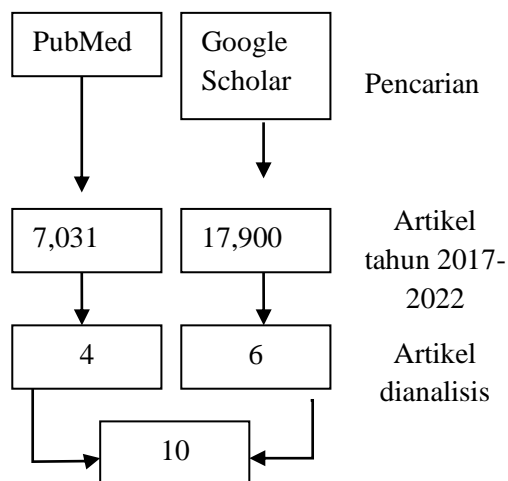 PubMed
Google
Scholar
Pencarian
7,031
17,900
Artikel
tahun 2017-
2022
4
6
Artikel
dianalisis
10